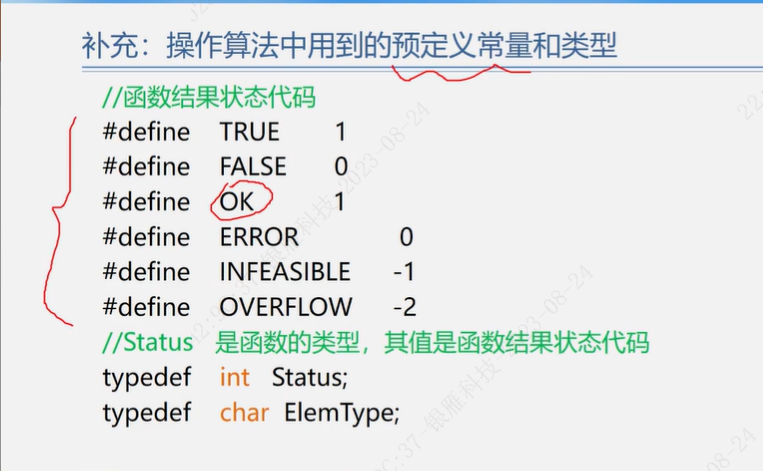 补充：操作算法中用到的预定义常量和类型
//函数结果状态代码
#define TRUE 1
#define FALSE 0
#define OK 1
#define ERROR 0
#define INFEASIBLE -1
#define OVERFLOW -2
//Status 是函数的类型，其值是函数结果状态代码
typedef int Status;
typedef char ElemType;